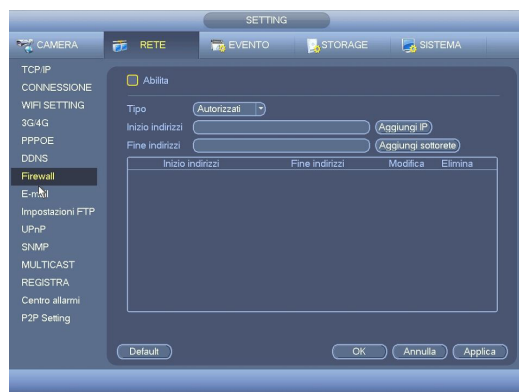 SETTING
CAMERA RETE EVENTO STORAGE SISTEMA
TCP/IP
CONNESSIONE
WIFI SETTING
3G/4G
PPPOE
DDNS
Firewall
E-mail
Impostazioni FTP
UPnP
SNMP
MULTICAST
REGISTRA
Centro allarmi
P2P Setting
Abilita
Tipo Autorizzati
Inizio indirizzi Aggiungi IP
Fine indirizzi Aggiungi sottorete
Inizio indirizzi Fine indirizzi Modifica Elimina
Default OK Annulla Applica